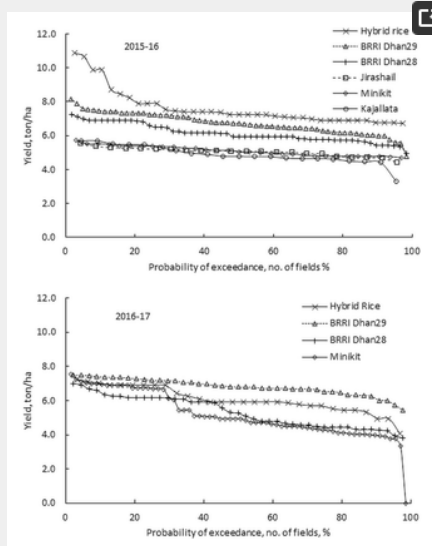 12.0
10.0
8.0
6.0
4.0
2.0
0.0
Yield, ton/ha
2015-16
Hybrid rice
BRRI Dhan29
BRRI Dhan28
Jirashail
Minikit
Kajallata
0 20 40 60 80 100
Probability of exceedance, no. of fields %
12.0
10.0
8.0
6.0
4.0
2.0
0.0
Yield, ton/ha
2016-17
Hybrid Rice
BRRI Dhan29
BRRI Dhan28
Minikit
0 20 40 60 80 100
Probability of exceedance, no. of fields, %